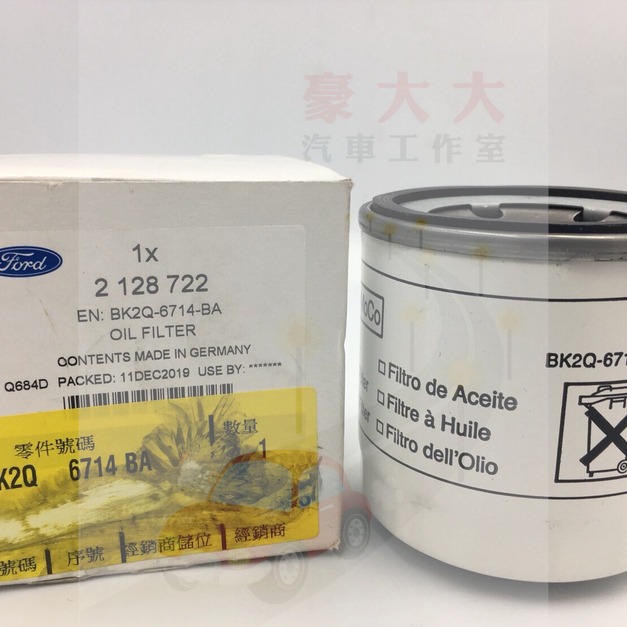 豪大大
汽車工作室
Ford
1x
2 128 722
EN: BK2Q-6714-BA
OIL FILTER
CONTENTS MADE IN GERMANY
Q684D PACKED: 11DEC2019 USE BY: *******
零件號碼
數量
K2Q 6714 BA
1
號碼
序號
經銷商儲位
經銷商
oCo
BK2Q-671
Filtro de Aceite
Filtre à Huile
Filtro dell'Olio